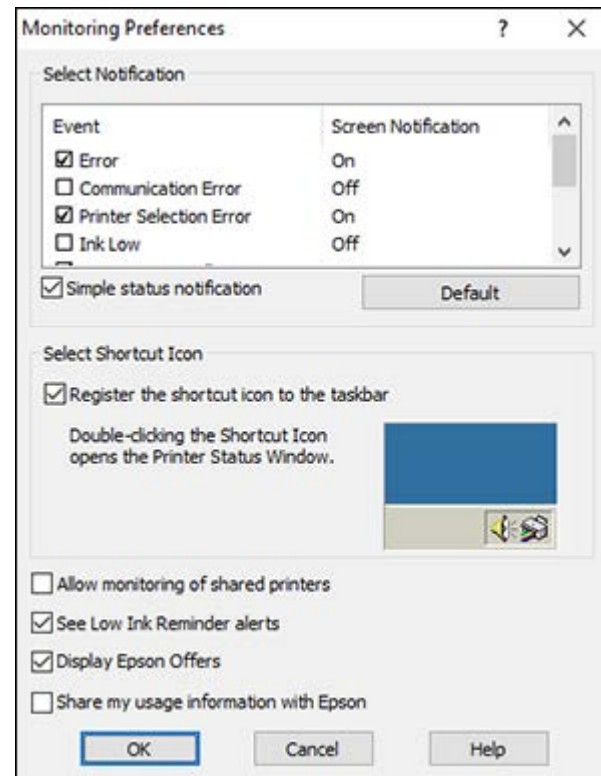 Monitoring Preferences ? ×
Select Notification
Event Screen Notification
Error On
Communication Error Off
Printer Selection Error On
Ink Low Off
Simple status notification Default
Select Shortcut Icon
Register the shortcut icon to the taskbar
Double-clicking the Shortcut Icon
opens the Printer Status Window.
Allow monitoring of shared printers
See Low Ink Reminder alerts
Display Epson Offers
Share my usage information with Epson
OK Cancel Help